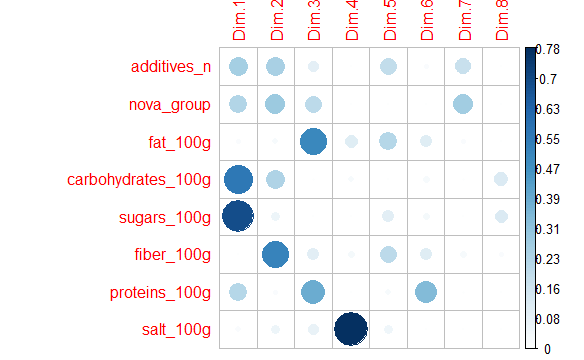 Dim.1 Dim.2 Dim.3 Dim.4 Dim.5 Dim.6 Dim.7 Dim.8
additives_n
nova_group
fat_100g
carbohydrates_100g
sugars_100g
fiber_100g
proteins_100g
salt_100g
0.78
0.7
0.63
0.55
0.47
0.39
0.31
0.24
0.16
0.08
0